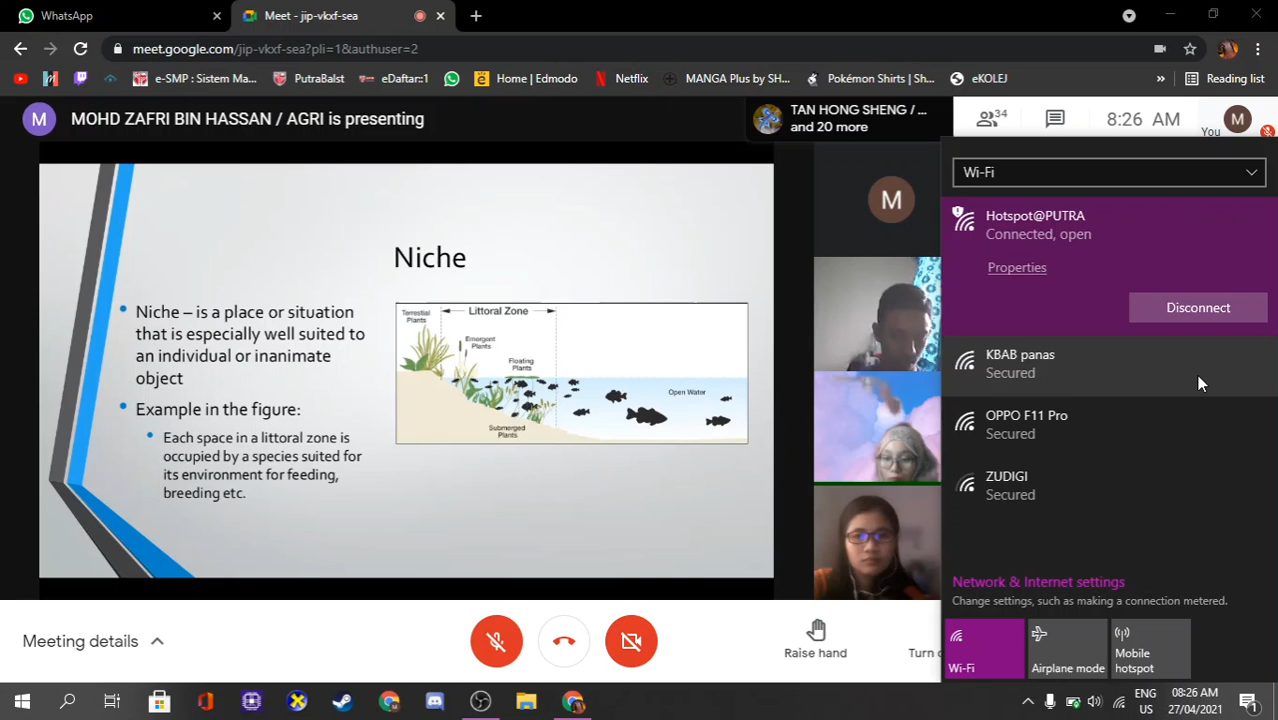 WhatsApp
Meet - jip-vkxf-sea
meet.google.com/jip-vkxf-sea?pli=1&authuser=2
e-SMP : Sistem Ma...
PutraBalst
eDaftar::1
Home | Edmodo
Netflix
MANGA Plus by SH...
Pokémon Shirts | Sh...
eKOLEJ
»
Reading list
M
MOHD ZAFRI BIN HASSAN / AGRI is presenting
TAN HONG SHENG / ...
and 20 more
34
8:26 AM
You
M
Niche
Niche – is a place or situation
that is especially well suited to
an individual or inanimate
object
Example in the figure:
Each space in a littoral zone is
occupied by a species suited for
its environment for feeding,
breeding etc.
Terrestial
Plants
Littoral Zone
Emergent
Plants
Floating
Plants
Open Water
Submerged
Plants
M
Wi-Fi
Hotspot@PUTRA
Connected, open
Properties
Disconnect
KBAB panas
Secured
OPPO F11 Pro
Secured
ZUDIGI
Secured
Network & Internet settings
Change settings, such as making a connection metered.
Wi-Fi
Airplane mode
Mobile
hotspot
Meeting details
Raise hand
Turn o
ENG
US
08:26 AM
27/04/2021
1